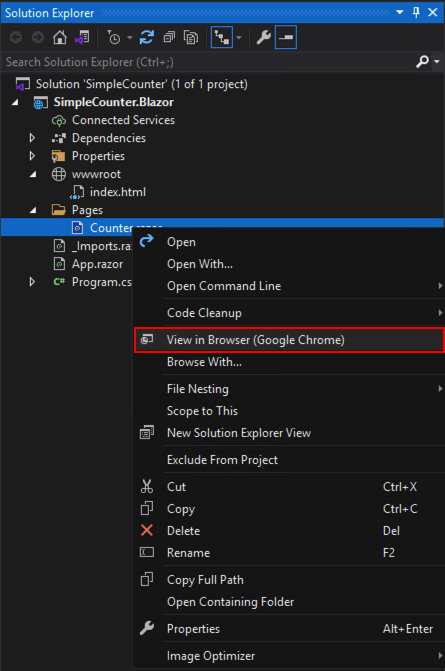 Solution Explorer
Search Solution Explorer (Ctrl+;)
Solution 'SimpleCounter' (1 of 1 project)
SimpleCounter.Blazor
Connected Services
Dependencies
Properties
wwwroot
index.html
Pages
Counter.razor
_Imports.ra
App.razor
Program.cs
Open
Open With...
Open Command Line
Code Cleanup
View in Browser (Google Chrome)
Browse With...
File Nesting
Scope to This
New Solution Explorer View
Exclude From Project
Cut Ctrl+X
Copy Ctrl+C
Delete Del
Rename F2
Copy Full Path
Open Containing Folder
Properties Alt+Enter
Image Optimizer